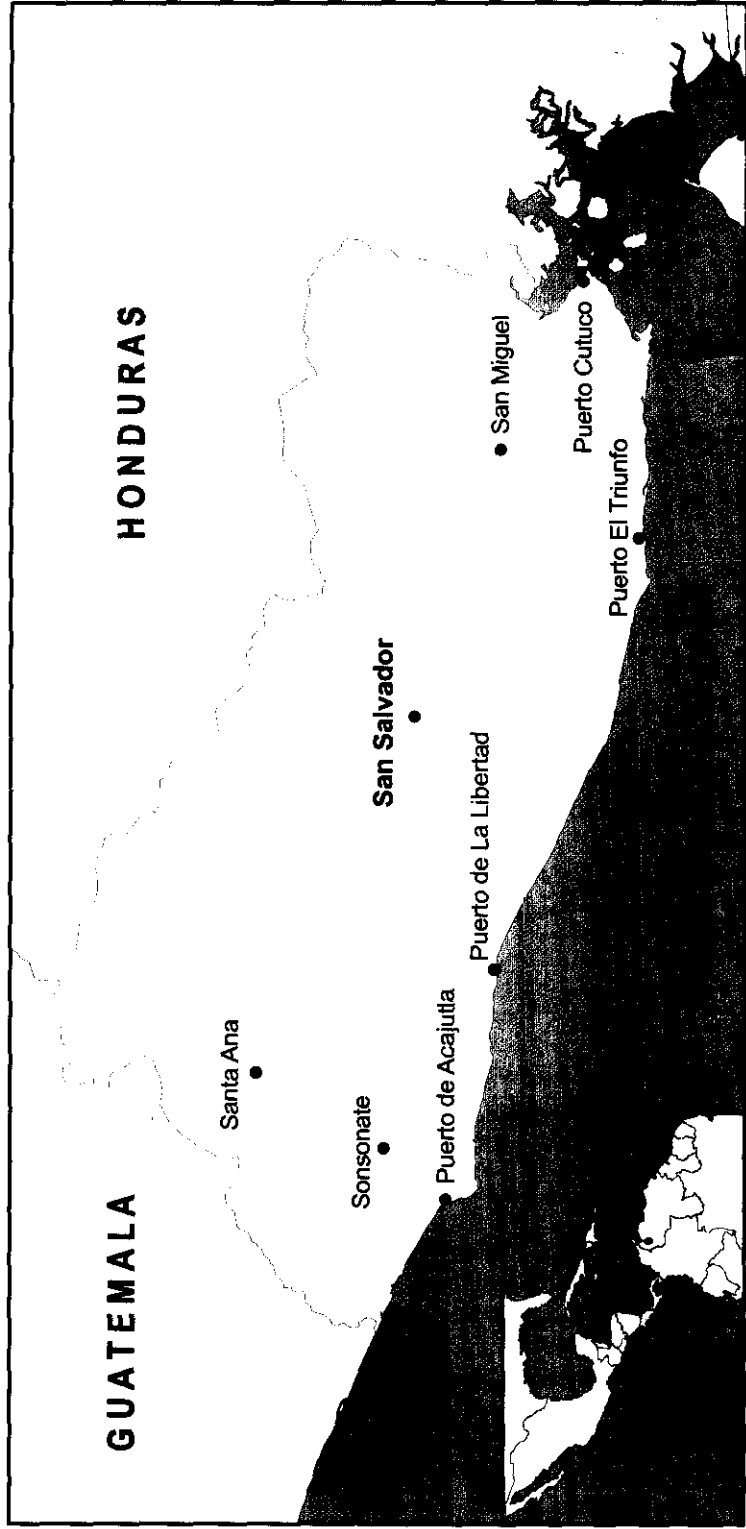 GUATEMALA
HONDURAS
Santa Ana
Sonsonate
San Salvador
Puerto de Acajutla
Puerto de La Libertad
San Miguel
Puerto Cutuco
Puerto El Triunfo